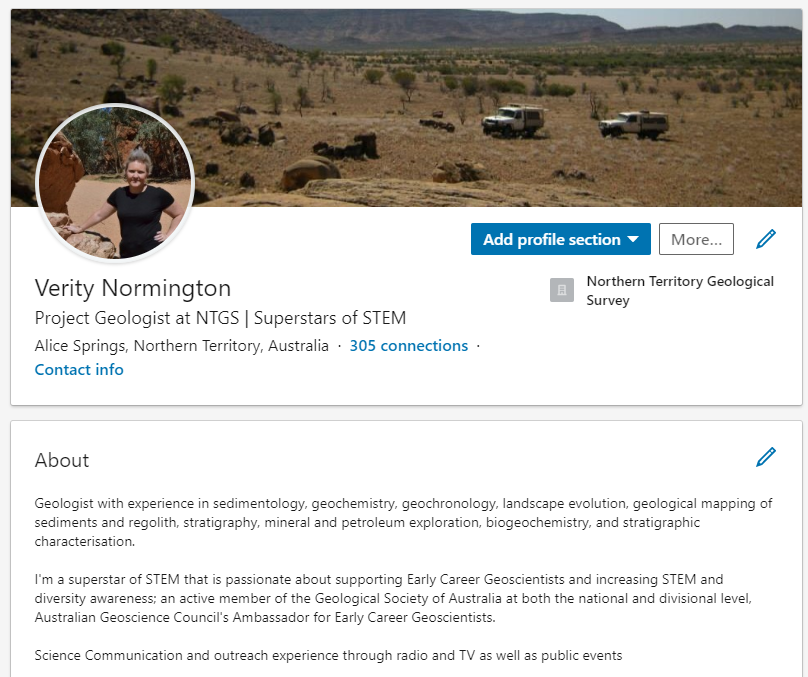 Add profile section
More...
Verity Normington
Northern Territory Geological
Survey
Project Geologist at NTGS | Superstars of STEM
Alice Springs, Northern Territory, Australia · 305 connections ·
Contact info
About
Geologist with experience in sedimentology, geochemistry, geochronology, landscape evolution, geological mapping of
sediments and regolith, stratigraphy, mineral and petroleum exploration, biogeochemistry, and stratigraphic
characterisation.
I'm a superstar of STEM that is passionate about supporting Early Career Geoscientists and increasing STEM and
diversity awareness; an active member of the Geological Society of Australia at both the national and divisional level,
Australian Geoscience Council's Ambassador for Early Career Geoscientists.
Science Communication and outreach experience through radio and TV as well as public events